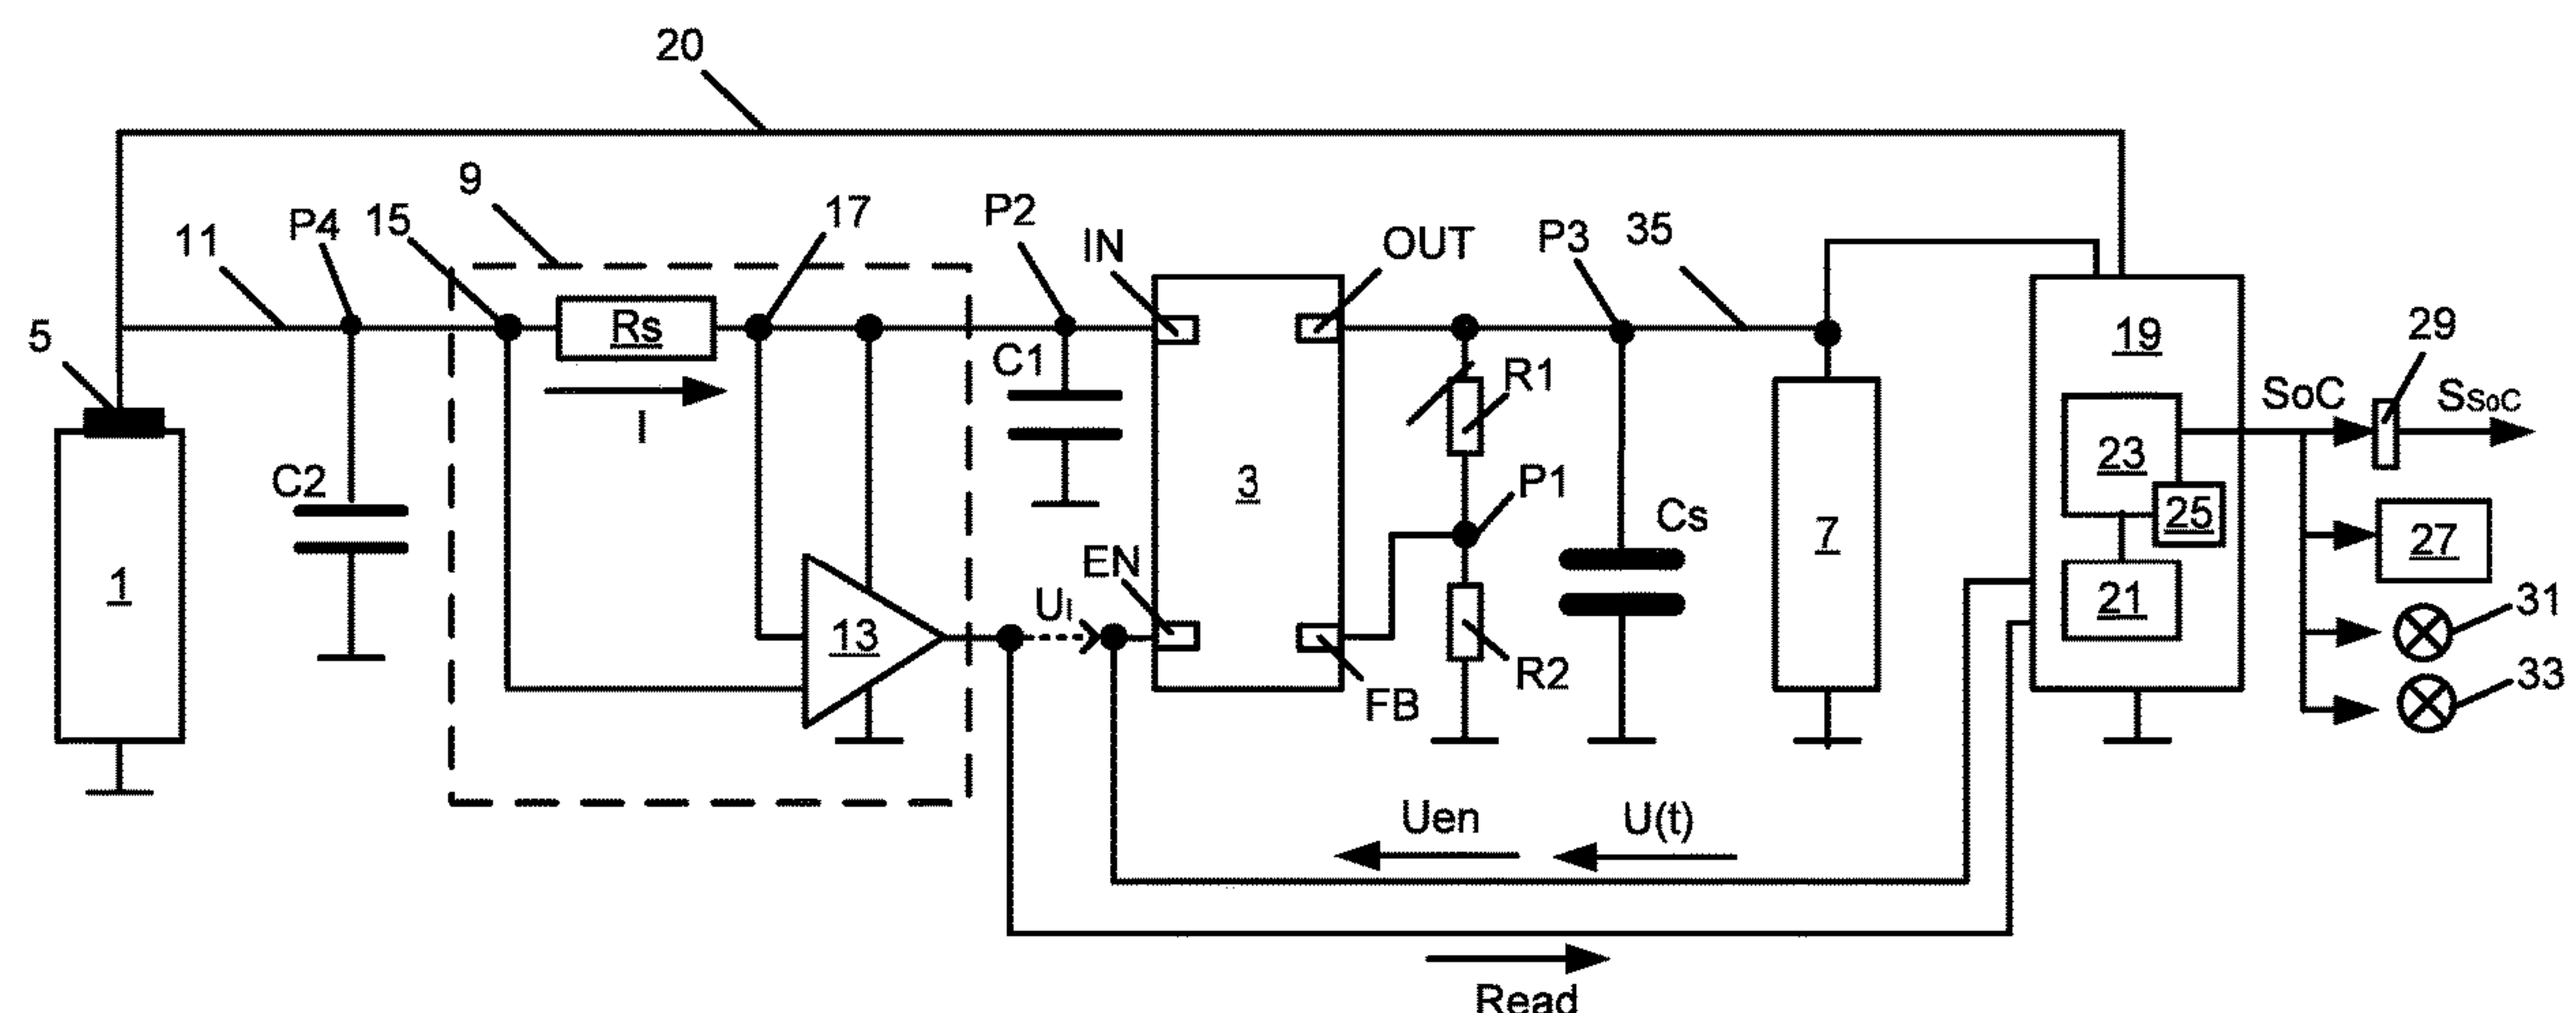 20
9
P4
15
17
P2
11
IN
OUT
P3
35
5
Rs
C1
19
29
R1
SoC
SSoC
I
C2
3
P1
23
25
Cs
7
27
1
EN
UI
13
21
31
R2
FB
33
Uen
U(t)
Read